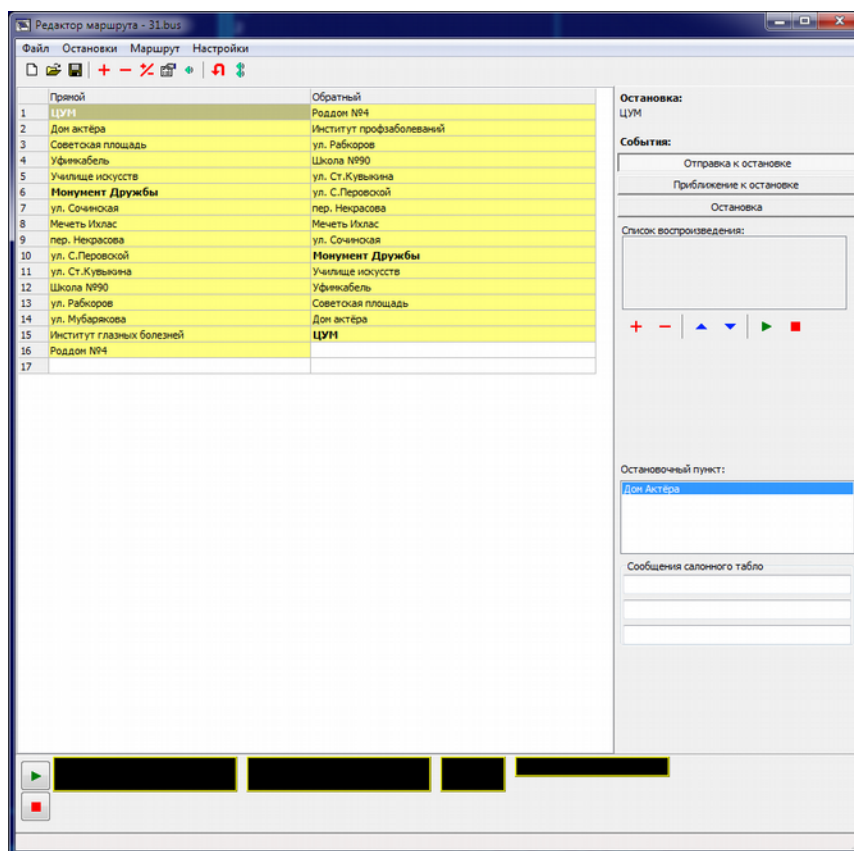 Редактор маршрута - 31.bus
Файл Остановки Маршрут Настройки
Прямой Обратный
1 ЦУМ Роддом №4
2 Дом актёра Институт профзаболеваний
3 Советская площадь ул. Рабкоров
4 Уфимкабель Школа №90
5 Училище искусств ул. Ст.Кувыкина
6 Монумент Дружбы ул. С.Перовской
7 ул. Сочинская пер. Некрасова
8 Мечеть Ихлас Мечеть Ихлас
9 пер. Некрасова ул. Сочинская
10 ул. С.Перовской Монумент Дружбы
11 ул. Ст.Кувыкина Училище искусств
12 Школа №90 Уфимкабель
13 ул. Рабкоров Советская площадь
14 ул. Мубарякова Дом актёра
15 Институт глазных болезней ЦУМ
16 Роддом №4
17
Остановка:
ЦУМ
События:
Отправка к остановке
Приближение к остановке
Остановка
Список воспроизведения:
Остановочный пункт:
Дом Актёра
Сообщения салонного табло